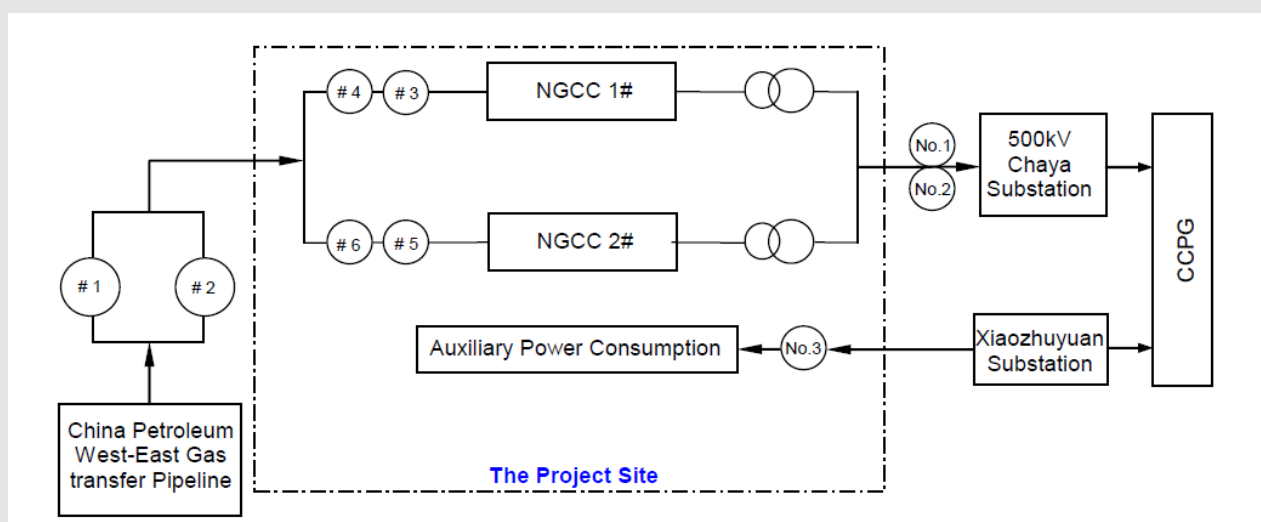 # 4
# 3
NGCC 1#
No.1
No.2
500kV
Chaya
Substation
CCPG
# 6
# 5
NGCC 2#
# 1
# 2
Auxiliary Power Consumption
No.3
Xiaozhuyuan
Substation
China Petroleum
West-East Gas
transfer Pipeline
The Project Site